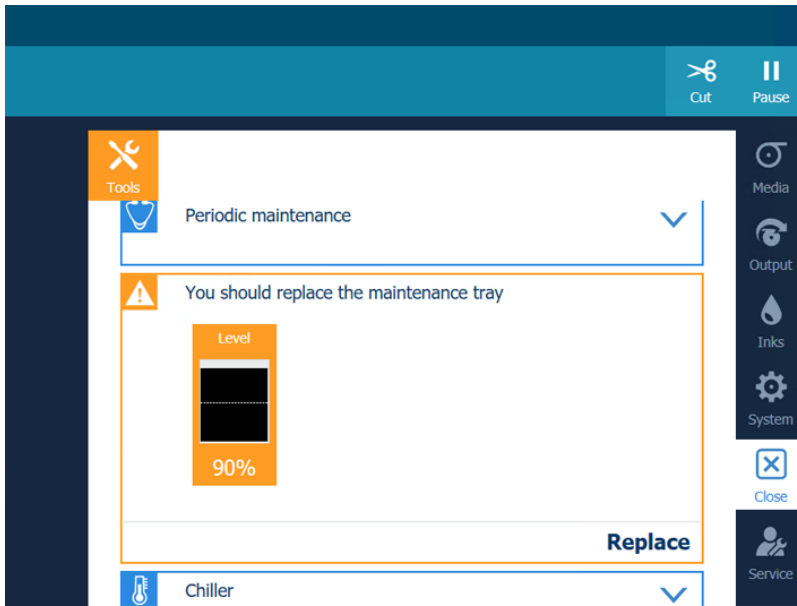 Cut
Pause
Tools
Media
Periodic maintenance
Output
You should replace the maintenance tray
Level
Inks
System
90%
Close
Replace
Service
Chiller